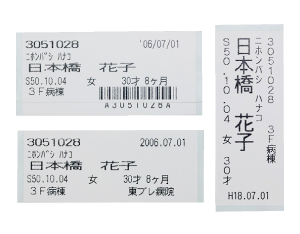 3051028 '06/07/01
ﾆﾎﾝﾊﾞｼ ﾊﾅｺ
日本橋 花子
S50.10.04 女 30才 8ヶ月
3F病棟
A3051028A
3051028 2006.07.01
ﾆﾎﾝﾊﾞｼ ﾊﾅｺ
日本橋 花子
S50.10.04 女 30才 8ヶ月
3F病棟 東プレ病院
3051028 3F病棟
ﾆﾎﾝﾊﾞｼ ﾊﾅｺ
日本橋 花子
S50.10.04 女 30才
H18.07.01